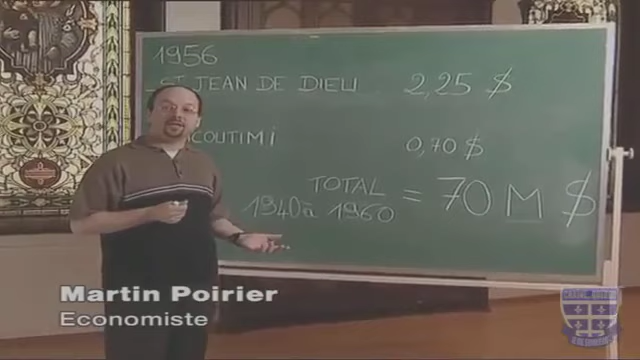 1956
ST JEAN DE DIEU 2,25 $
COUTIMI 0,70 $
TOTAL
1940 à 1960 = 70 M $
Martin Poirier
Economiste